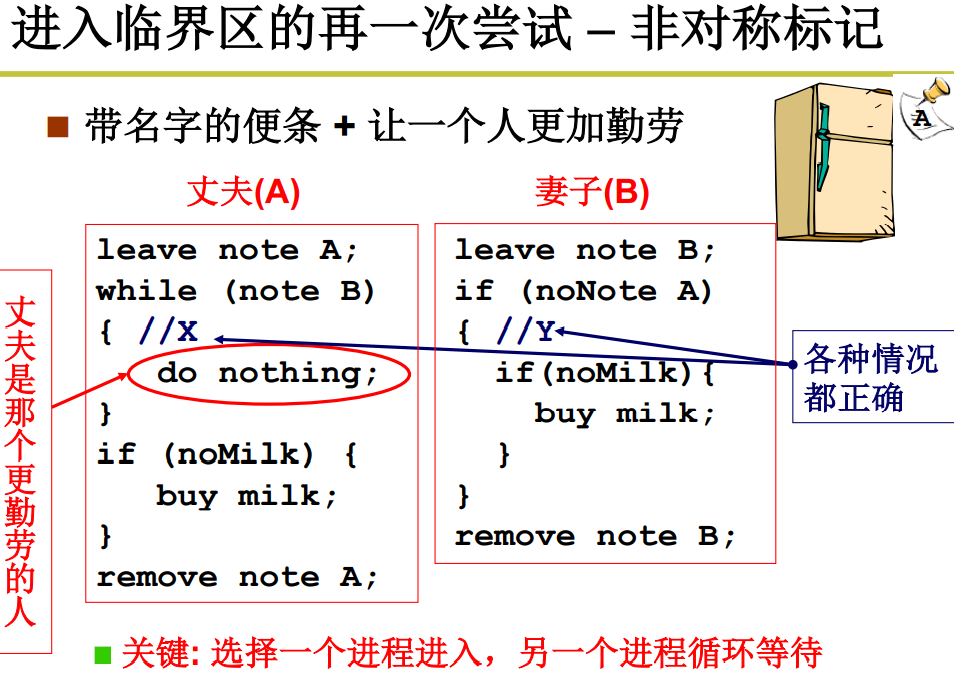 进入临界区的再一次尝试 – 非对称标记
带名字的便条 + 让一个人更加勤劳
A
丈夫(A)
leave note A;
while (note B)
{ //X
do nothing;
}
if (noMilk) {
buy milk;
}
remove note A;
妻子(B)
leave note B;
if (noNote A)
{ //Y
if(noMilk){
buy milk;
}
}
remove note B;
丈夫是那个更勤劳的人
各种情况
都正确
关键: 选择一个进程进入，另一个进程循环等待